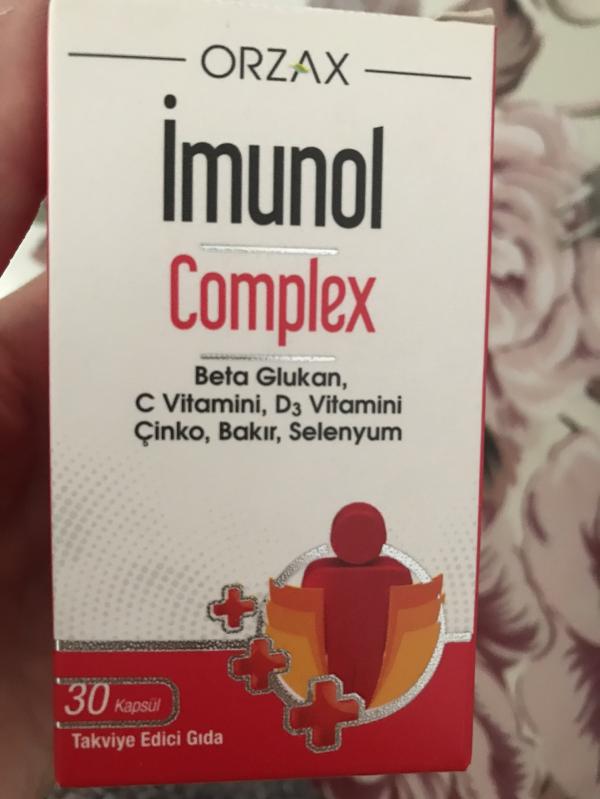 ORZAX
İmunol
Complex
Beta Glukan,
C Vitamini, D3 Vitamini
Çinko, Bakır, Selenyum
30 Kapsül
Takviye Edici Gıda